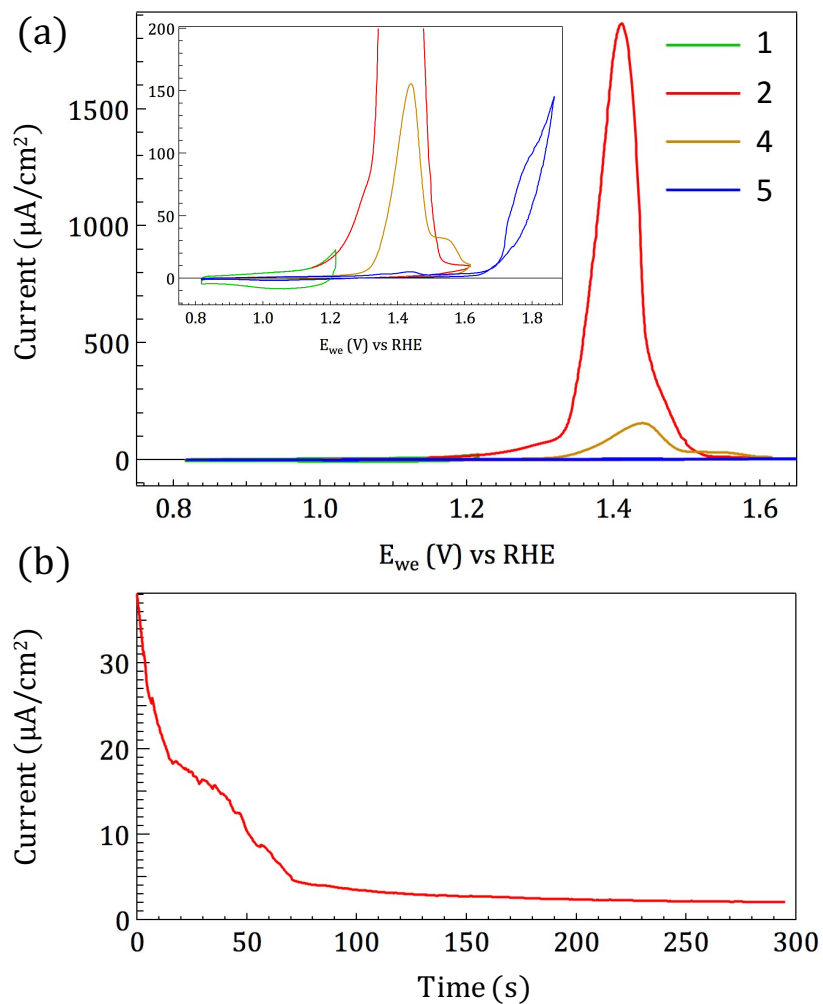 (a)
Current (µA/cm²)
1500
1000
500
0
0.8 1.0 1.2 1.4 1.6
E_we (V) vs RHE
200
150
100
50
0
0.8 1.0 1.2 1.4 1.6 1.8
E_we (V) vs RHE
1
2
4
5
(b)
Current (µA/cm²)
30
20
10
0
0 50 100 150 200 250 300
Time (s)